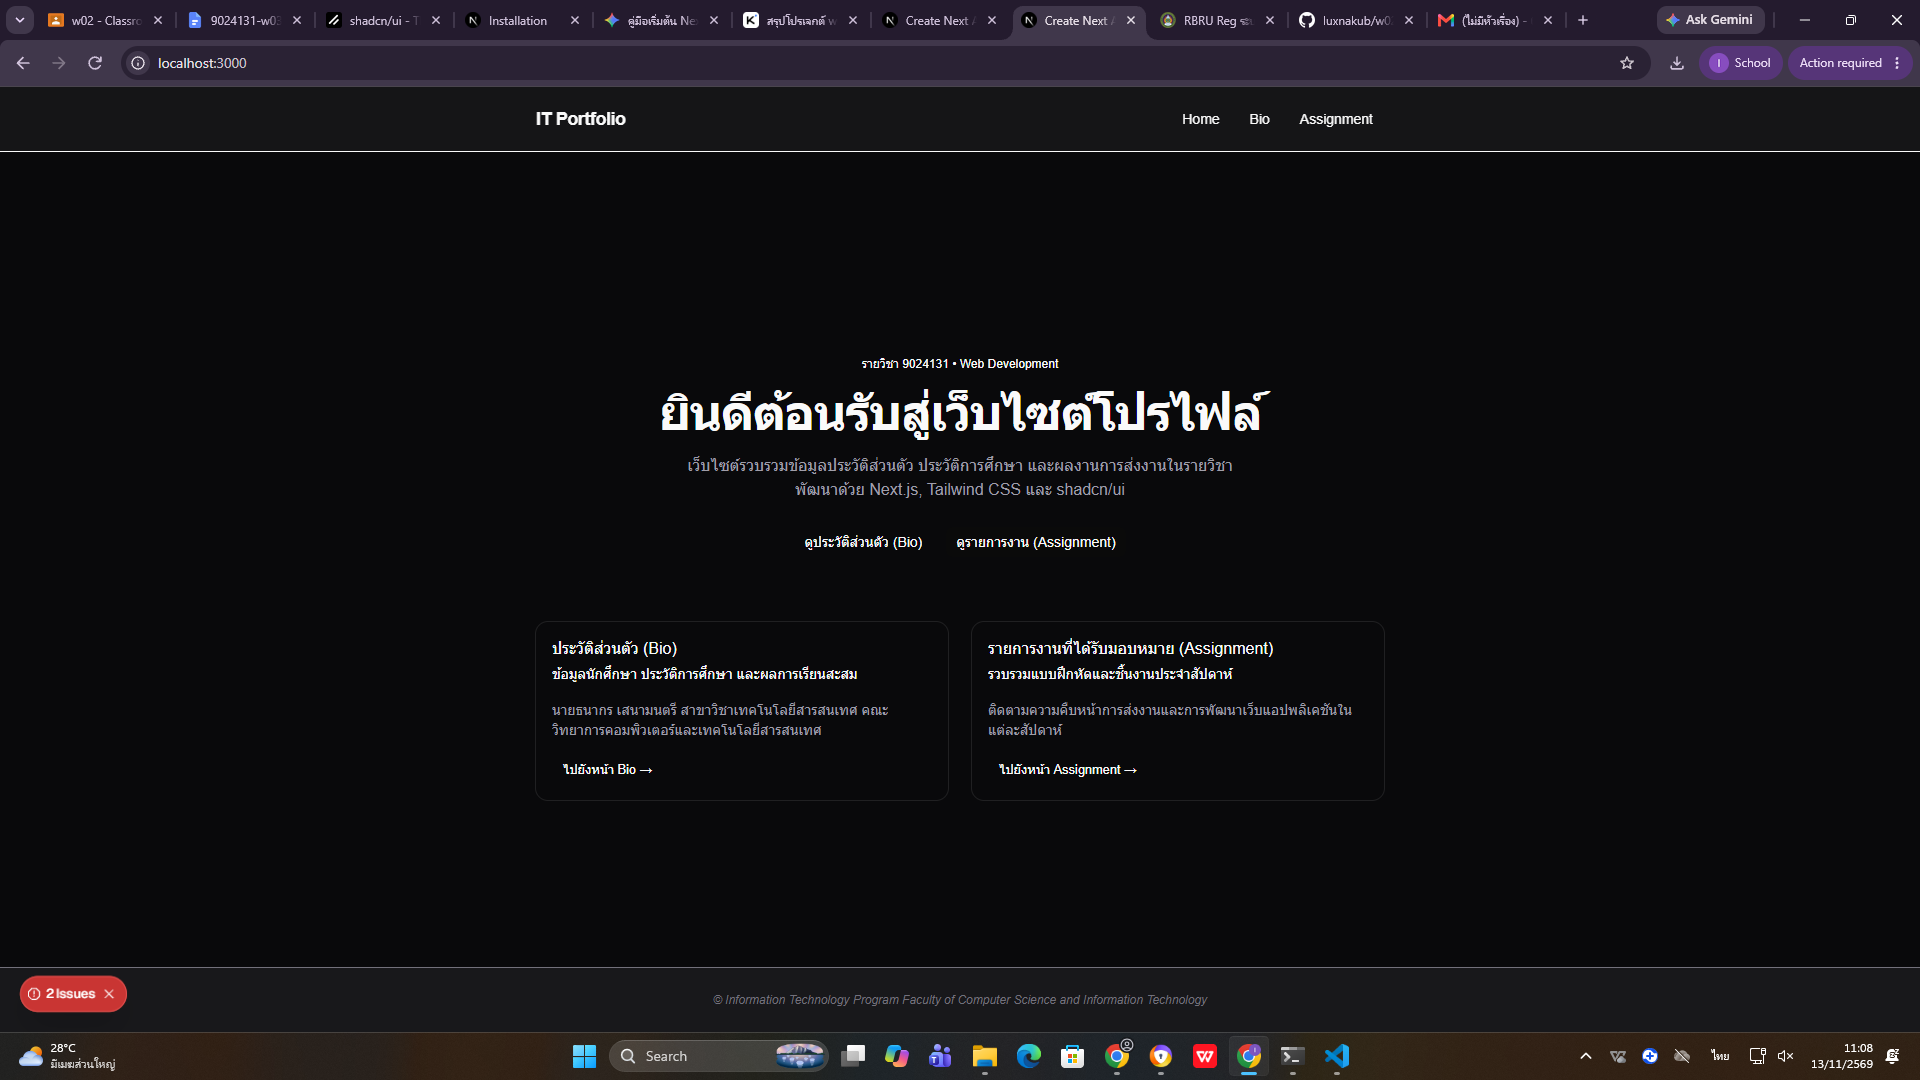 w02 - Classro
9024131-w03
shadcn/ui - T
Installation
คู่มือเริ่มต้น Ne
สรุปโปรเจกต์ w
Create Next A
Create Next A
RBRU Reg ระบ
luxnakub/w0
(ไม่มีหัวเรื่อง) -
Ask Gemini
localhost:3000
School
Action required
IT Portfolio
Home
Bio
Assignment
รายวิชา 9024131 • Web Development
ยินดีต้อนรับสู่เว็บไซต์โปรไฟล์
เว็บไซต์รวบรวมข้อมูลประวัติส่วนตัว ประวัติการศึกษา และผลงานการส่งงานในรายวิชา
พัฒนาด้วย Next.js, Tailwind CSS และ shadcn/ui
ดูประวัติส่วนตัว (Bio)
ดูรายการงาน (Assignment)
ประวัติส่วนตัว (Bio)
ข้อมูลนักศึกษา ประวัติการศึกษา และผลการเรียนสะสม
นายธนากร เสนามนตรี สาขาวิชาเทคโนโลยีสารสนเทศ คณะ
วิทยาการคอมพิวเตอร์และเทคโนโลยีสารสนเทศ
ไปยังหน้า Bio →
รายการงานที่ได้รับมอบหมาย (Assignment)
รวบรวมแบบฝึกหัดและชิ้นงานประจำสัปดาห์
ติดตามความคืบหน้าการส่งงานและการพัฒนาเว็บแอปพลิเคชันใน
แต่ละสัปดาห์
ไปยังหน้า Assignment →
2 Issues
© Information Technology Program Faculty of Computer Science and Information Technology
28°C
มีเมฆส่วนใหญ่
Search
ไทย
11:08
13/11/2569